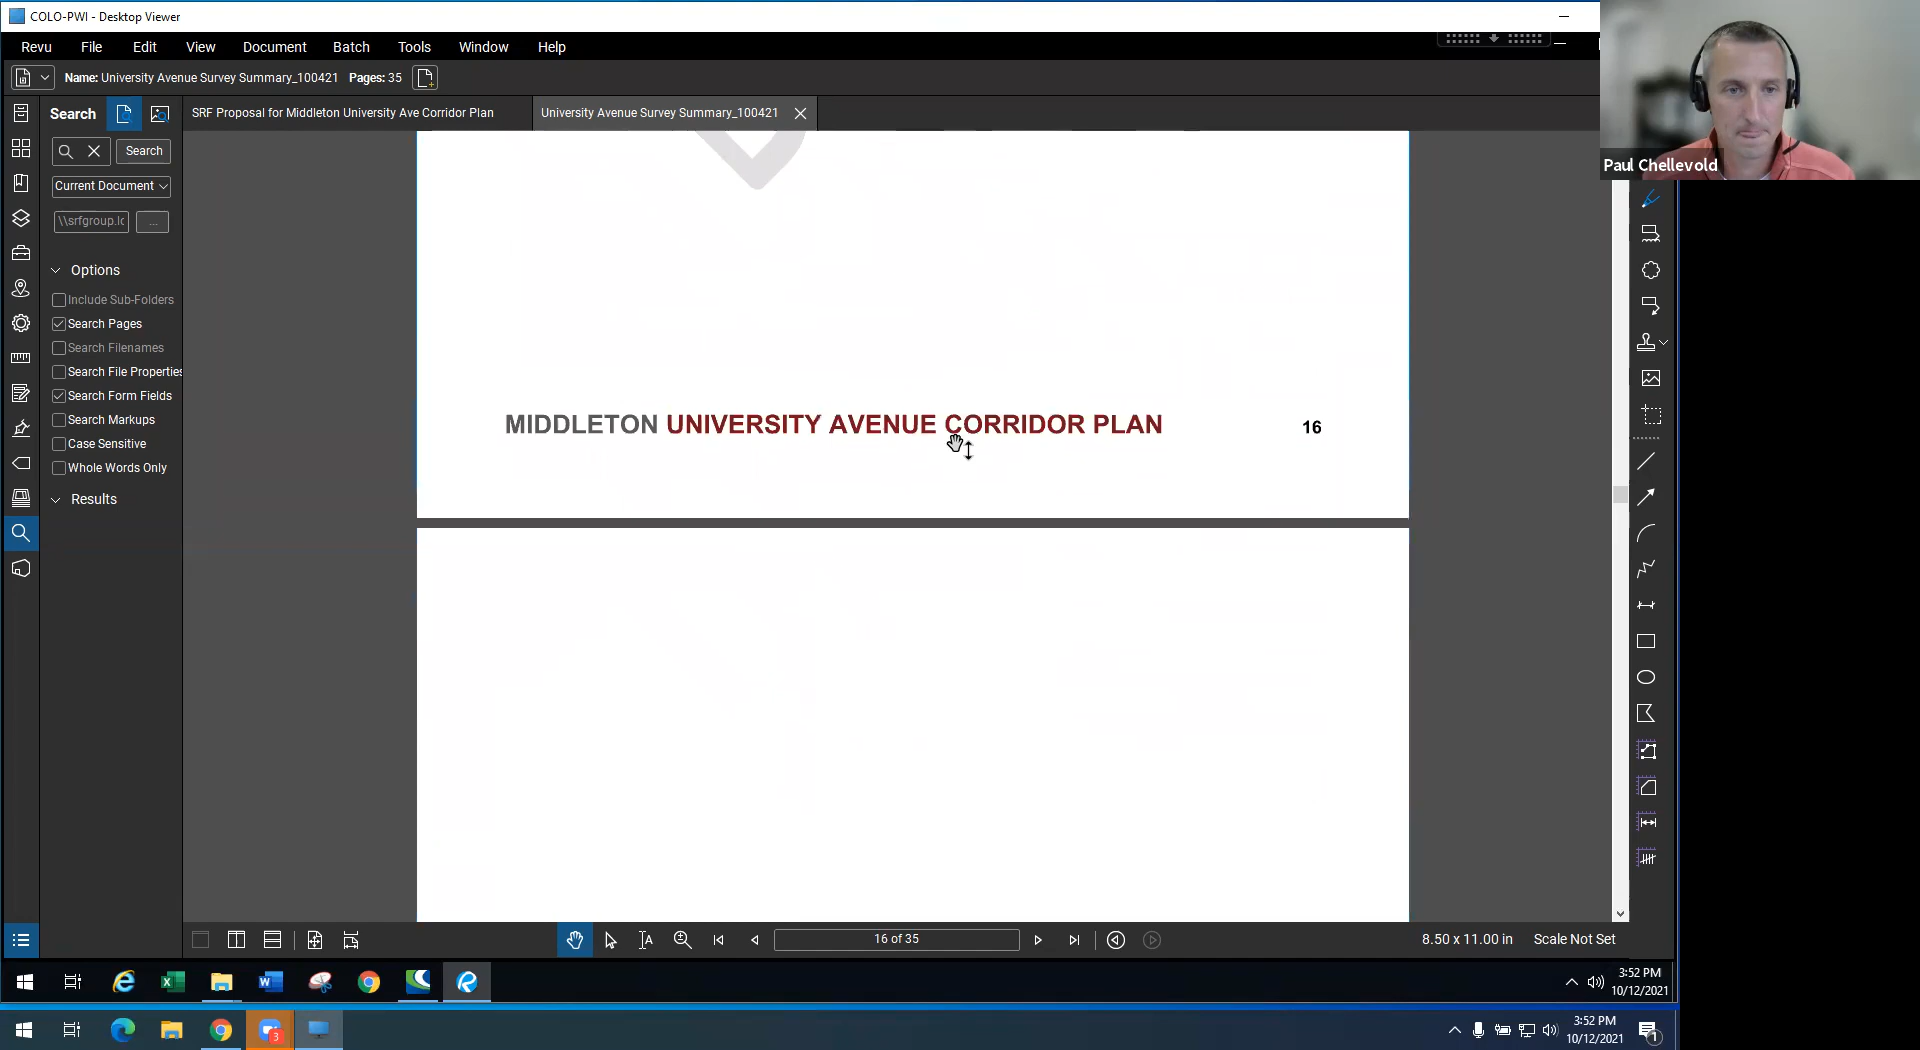 COLO-PWI - Desktop Viewer
Revu File Edit View Document Batch Tools Window Help
Name: University Avenue Survey Summary_100421 Pages: 35
Search
SRF Proposal for Middleton University Ave Corridor Plan
University Avenue Survey Summary_100421
Search
Current Document
\\srfgroup.lc
...
Options
Include Sub-Folders
Search Pages
Search Filenames
Search File Properties
Search Form Fields
Search Markups
Case Sensitive
Whole Words Only
Results
Paul Chellevold
MIDDLETON UNIVERSITY AVENUE CORRIDOR PLAN
16
16 of 35
8.50 x 11.00 in
Scale Not Set
3:52 PM
10/12/2021
3
3:52 PM
10/12/2021
1